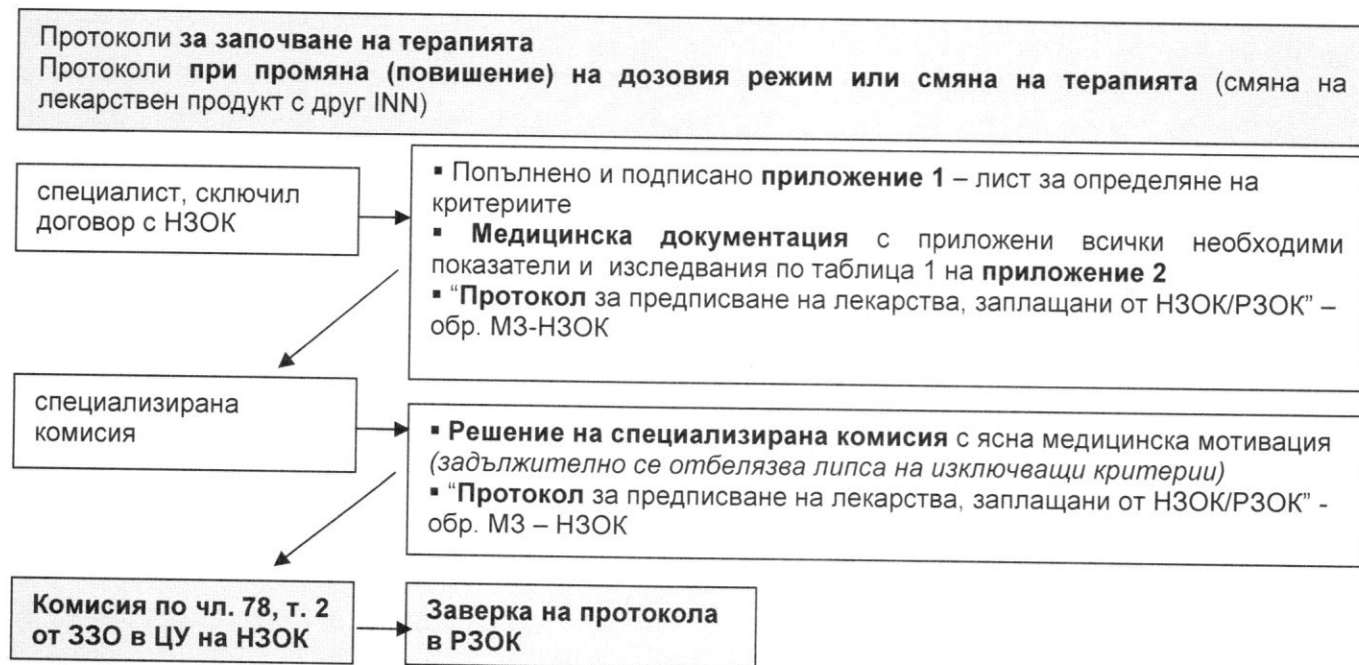 Протоколи за започване на терапията
Протоколи при промяна (повишение) на дозовия режим или смяна на терапията (смяна на
лекарствен продукт с друг INN)
специалист, сключил
договор с НЗОК
▪ Попълнено и подписано приложение 1 – лист за определяне на
критериите
▪ Медицинска документация с приложени всички необходими
показатели и изследвания по таблица 1 на приложение 2
▪ “Протокол за предписване на лекарства, заплащани от НЗОК/РЗОК” –
обр. МЗ-НЗОК
специализирана
комисия
▪ Решение на специализирана комисия с ясна медицинска мотивация
(задължително се отбелязва липса на изключващи критерии)
▪ “Протокол за предписване на лекарства, заплащани от НЗОК/РЗОК” -
обр. МЗ – НЗОК
Комисия по чл. 78, т. 2
от ЗЗО в ЦУ на НЗОК
Заверка на протокола
в РЗОК